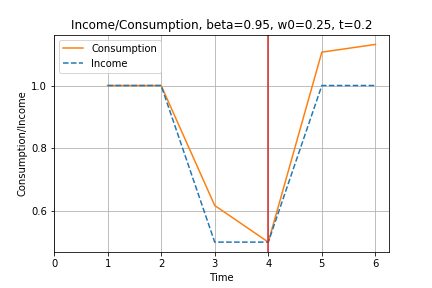 Income/Consumption, beta=0.95, w0=0.25, t=0.2
Consumption
Income
Consumption/Income
1.0
0.8
0.6
0 1 2 3 4 5 6
Time